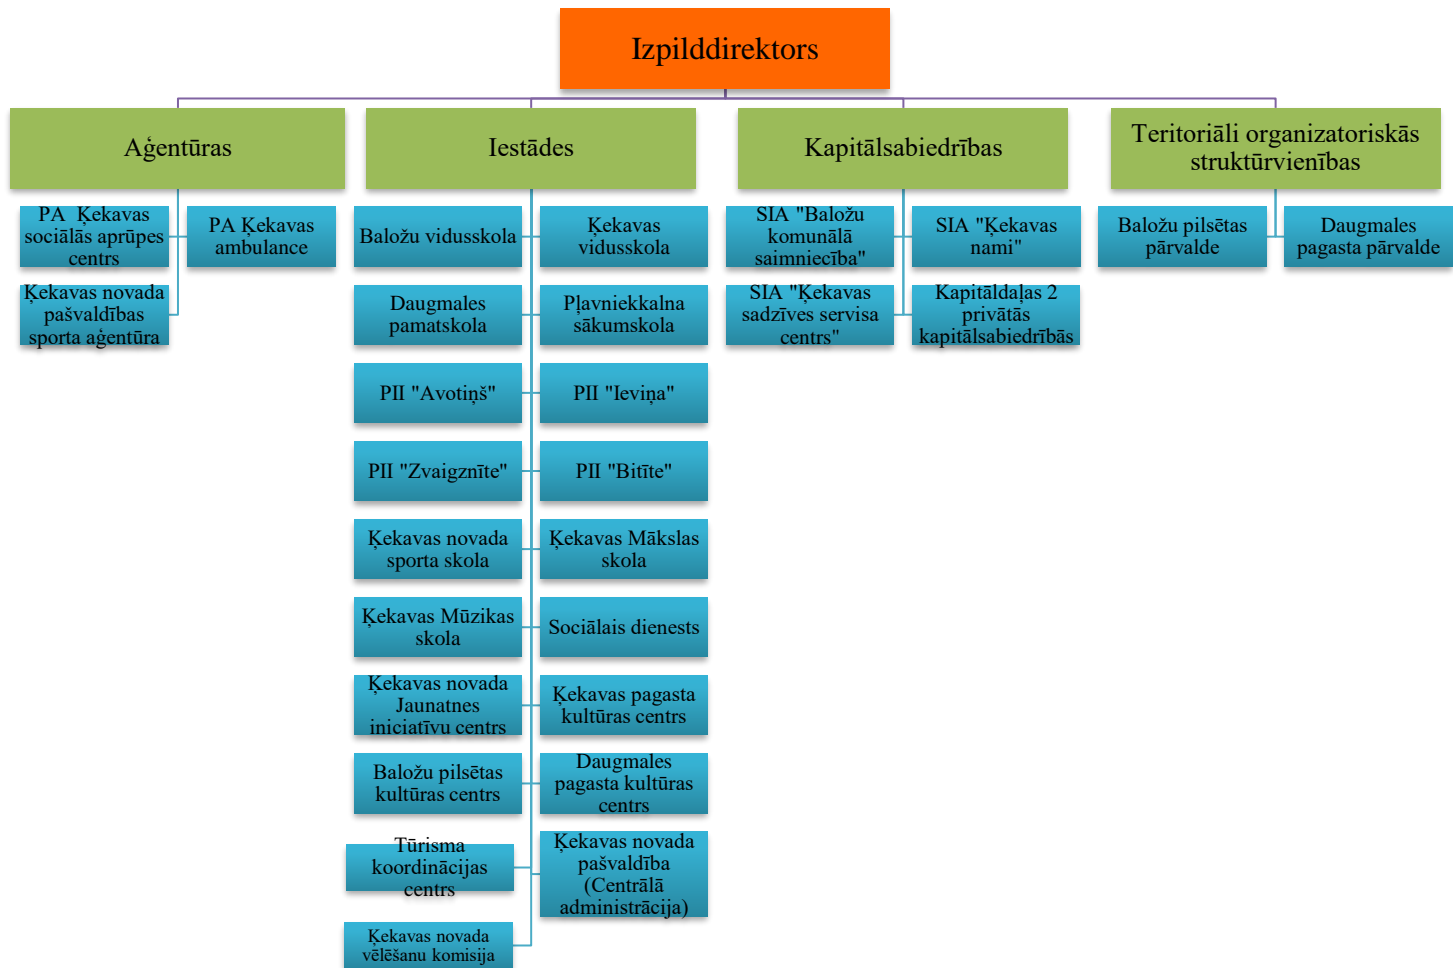 Izpilddirektors
Aģentūras
Iestādes
Kapitālsabiedrības
Teritoriāli organizatoriskās
struktūrvienības
PA Ķekavas
sociālās aprūpes
centrs
PA Ķekavas
ambulance
Ķekavas novada
pašvaldības
sporta aģentūra
Baložu vidusskola
Ķekavas
vidusskola
Daugmales
pamatskola
Pļavniekkalna
sākumskola
PII "Avotiņš"
PII "Ieviņa"
PII "Zvaigznīte"
PII "Bitīte"
Ķekavas novada
sporta skola
Ķekavas Mākslas
skola
Ķekavas Mūzikas
skola
Sociālais dienests
Ķekavas novada
Jaunatnes
iniciatīvu centrs
Ķekavas pagasta
kultūras centrs
Baložu pilsētas
kultūras centrs
Daugmales
pagasta kultūras
centrs
Tūrisma
koordinācijas
centrs
Ķekavas novada
pašvaldība
(Centrālā
administrācija)
Ķekavas novada
vēlēšanu komisija
SIA "Baložu
komunālā
saimniecība"
SIA "Ķekavas
nami"
SIA "Ķekavas
sadzīves servisa
centrs"
Kapitāldaļas 2
privātās
kapitālsabiedrībās
Baložu pilsētas
pārvalde
Daugmales
pagasta pārvalde